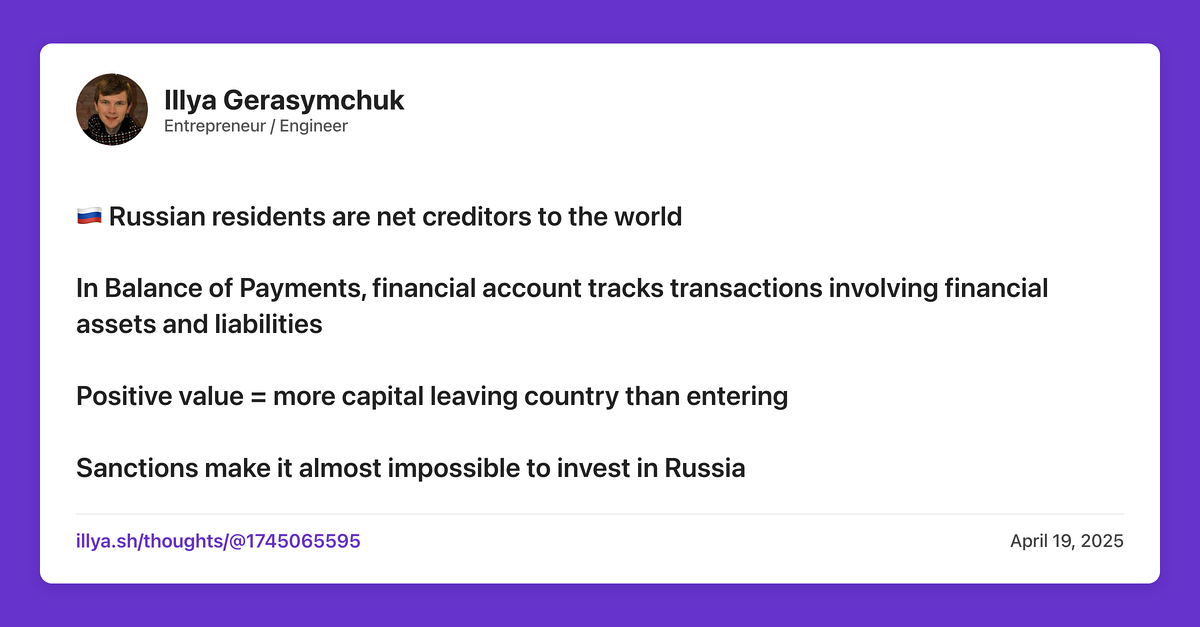 Illya Gerasymchuk
Entrepreneur / Engineer
🇷🇺 Russian residents are net creditors to the world
In Balance of Payments, financial account tracks transactions involving financial
assets and liabilities
Positive value = more capital leaving country than entering
Sanctions make it almost impossible to invest in Russia
illya.sh/thoughts/@1745065595
April 19, 2025